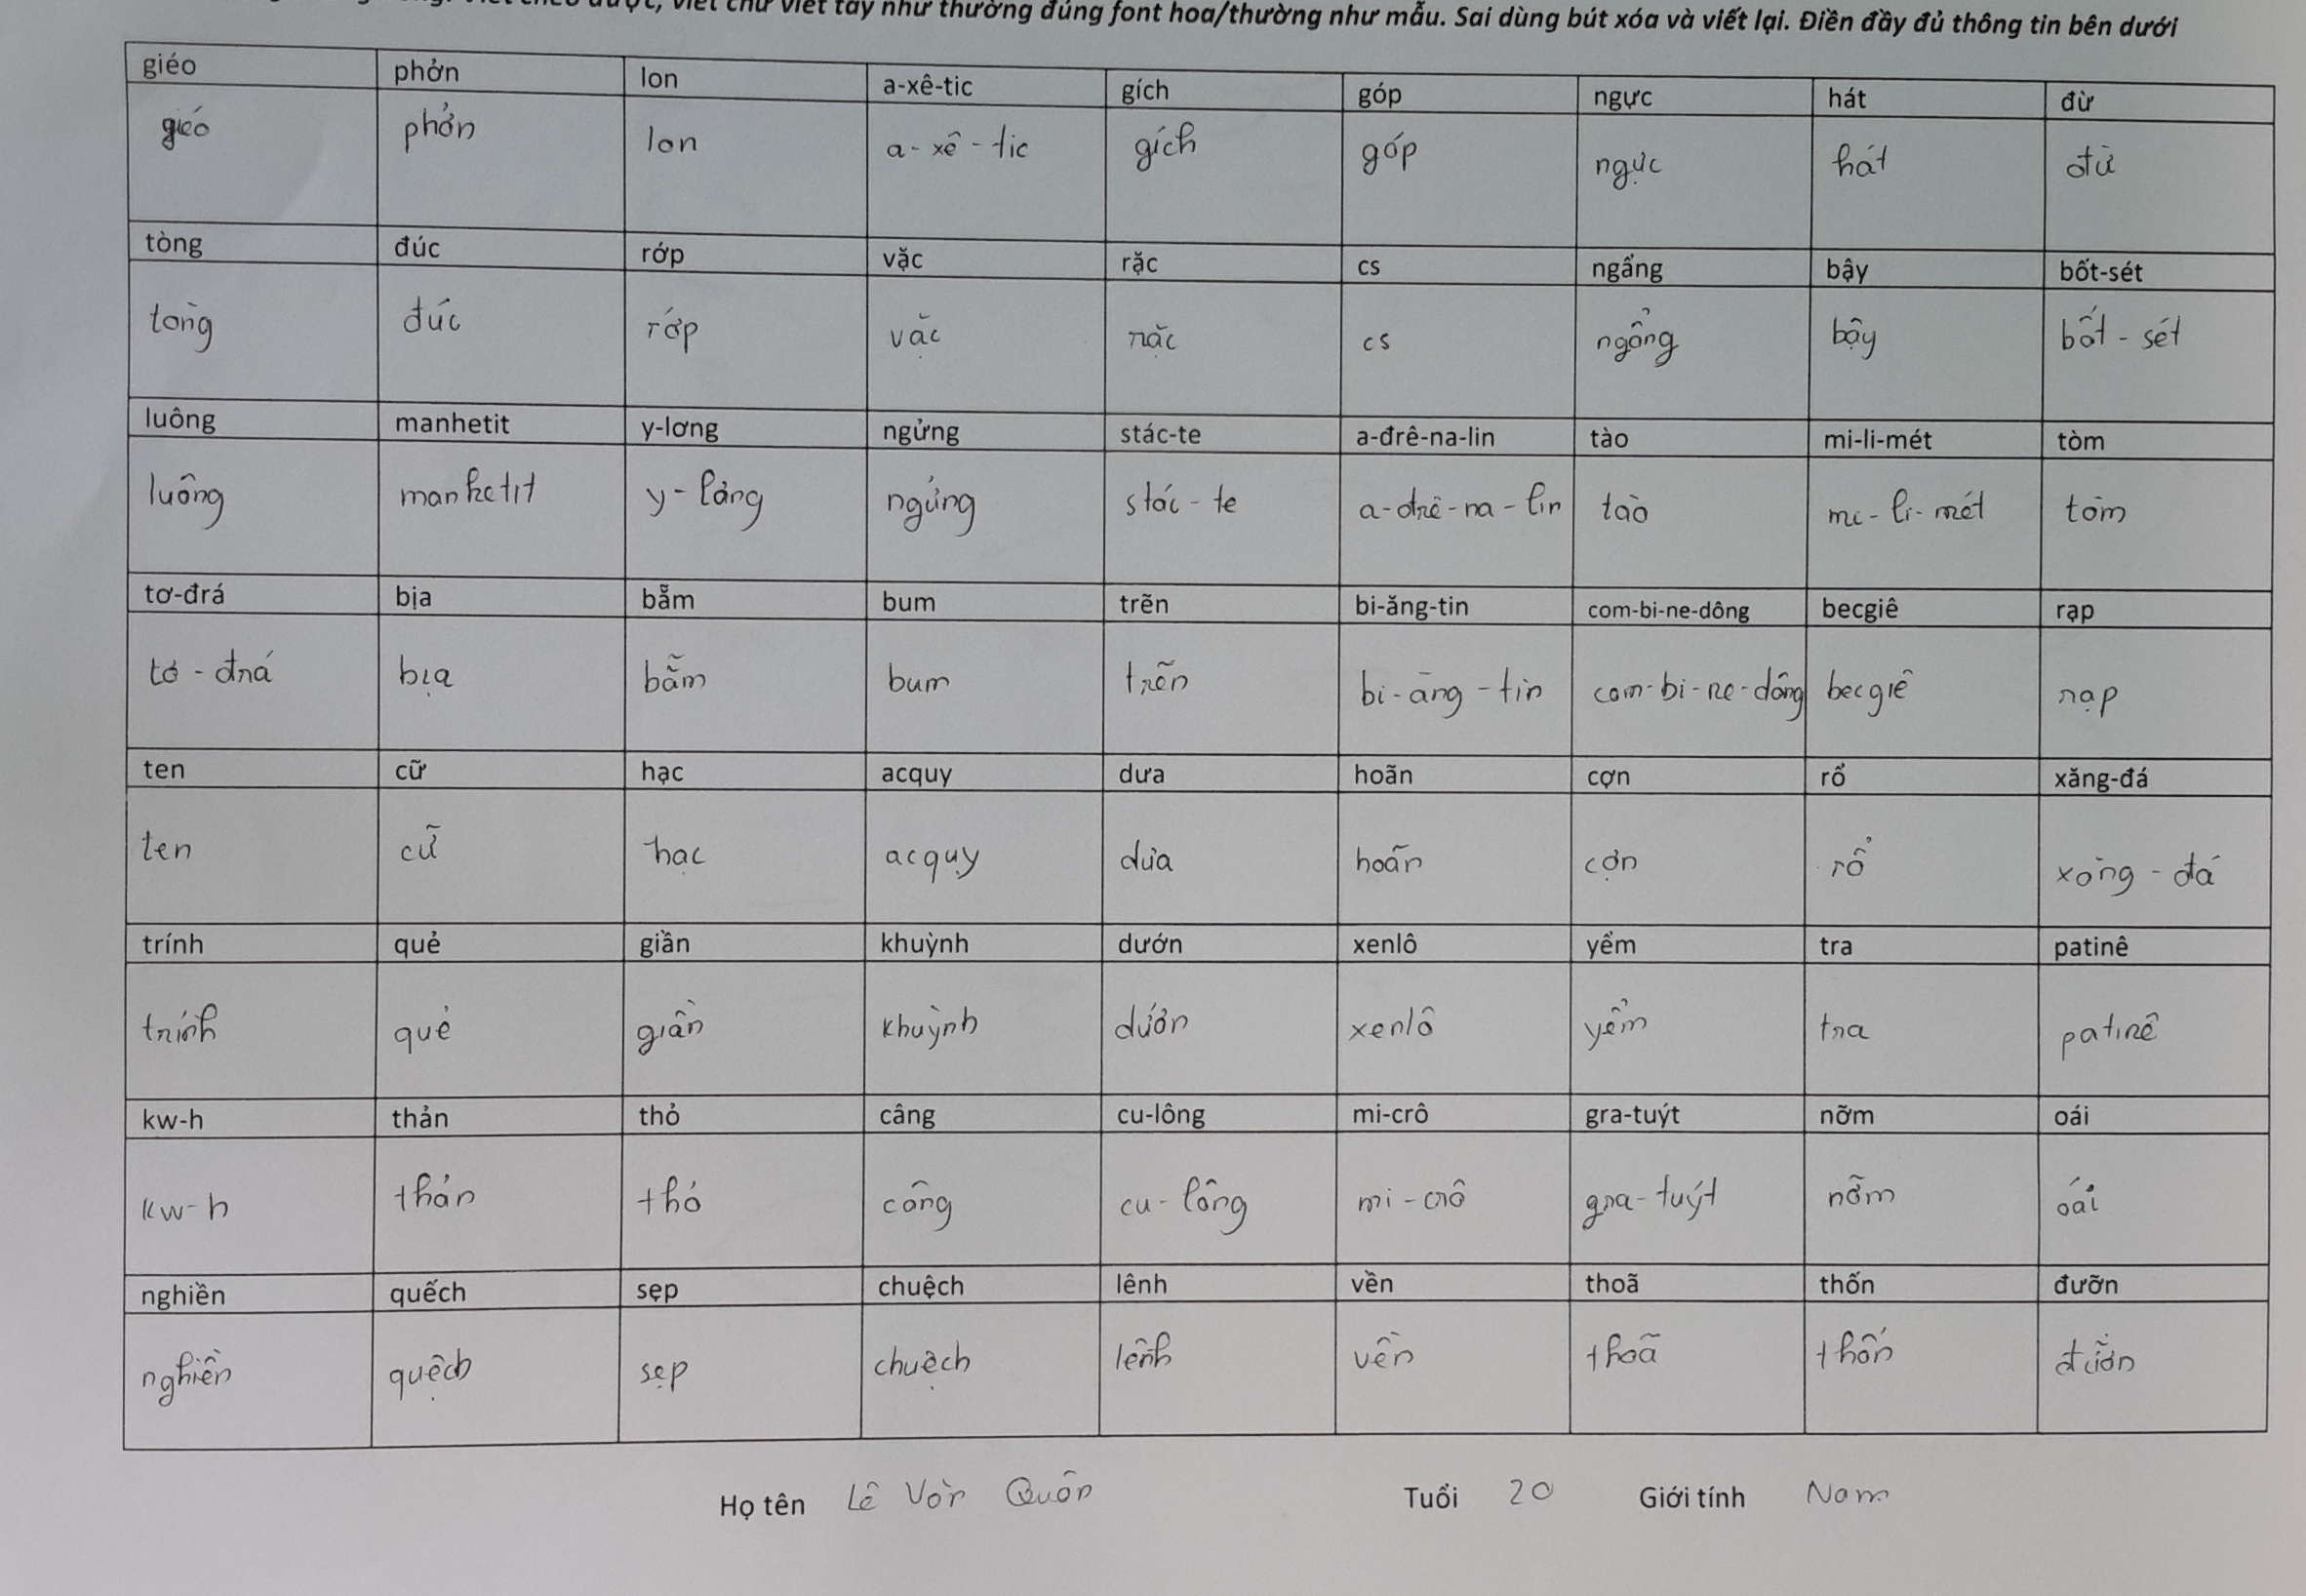 viết chữ viết tay như thường đúng font hoa/thường như mẫu. Sai dùng bút xóa và viết lại. Điền đầy đủ thông tin bên dưới
giéo phởn lon a-xê-tic gích góp ngực hát đừ
giéo phởn lon a-xê-tic gích góp ngực hát đừ
tòng đúc rớp vặc rặc cs ngẩng bậy bốt-sét
tòng đúc rớp vặc rặc cs ngẩng bậy bốt-sét
luông manhetit y-lơng ngửng stác-te a-đrê-na-lin tào mi-li-mét tòm
luông manhetit y-lơng ngửng stác-te a-đrê-na-lin tào mi-li-mét tòm
tơ-đrá bịa bẵm bum trẽn bi-ăng-tin com-bi-ne-dông becgiê rạp
tơ-đrá bịa bẵm bum trẽn bi-ăng-tin com-bi-ne-dông becgiê rạp
ten cữ hạc acquy dưa hoãn cợn rổ xăng-đá
ten cữ hạc acquy dưa hoãn cợn rổ xăng-đá
trính quẻ giần khuỳnh dướn xenlô yểm tra patinê
trính quẻ giần khuỳnh dướn xenlô yểm tra patinê
kw-h thản thỏ câng cu-lông mi-crô gra-tuýt nỡm oái
kw-h thản thỏ câng cu-lông mi-crô gra-tuýt nỡm oái
nghiền quếch sẹp chuệch lênh vền thoã thốn đưỡn
nghiền quệch sẹp chuệch lênh vền thoã thốn đưỡn
Họ tên Lê Văn Quân Tuổi 20 Giới tính Nam